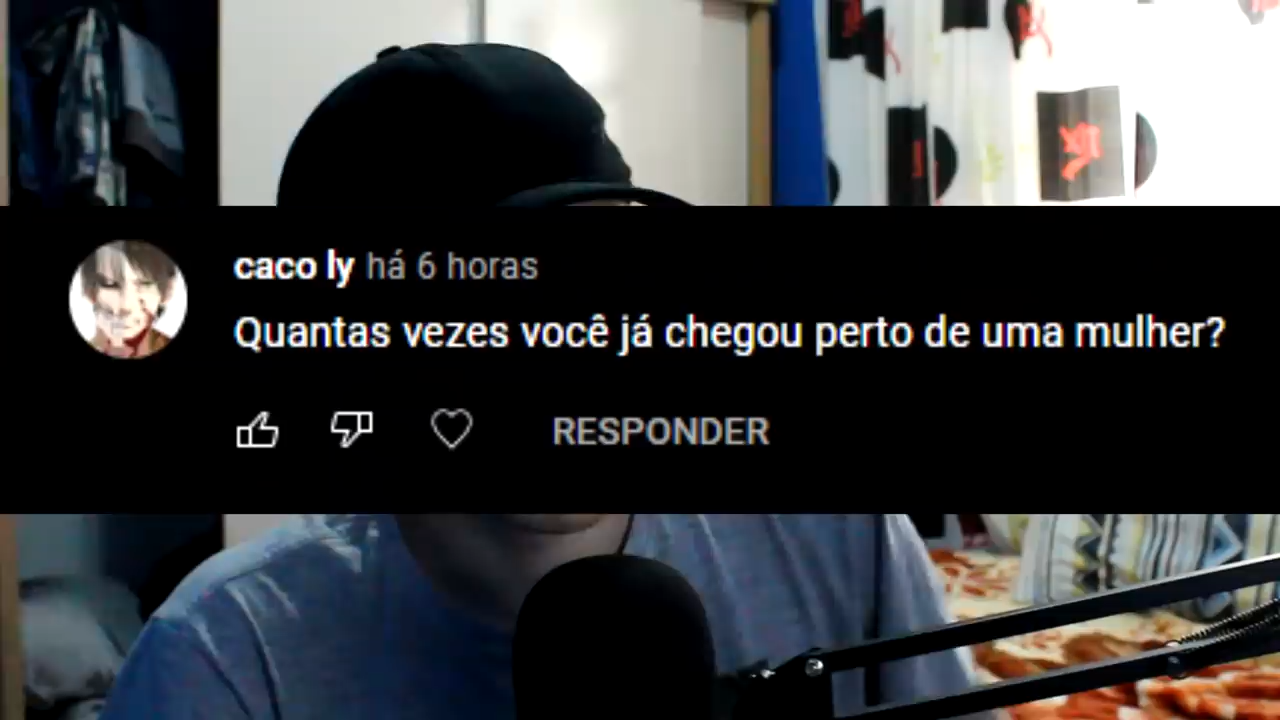 caco ly há 6 horas
Quantas vezes você já chegou perto de uma mulher?
RESPONDER